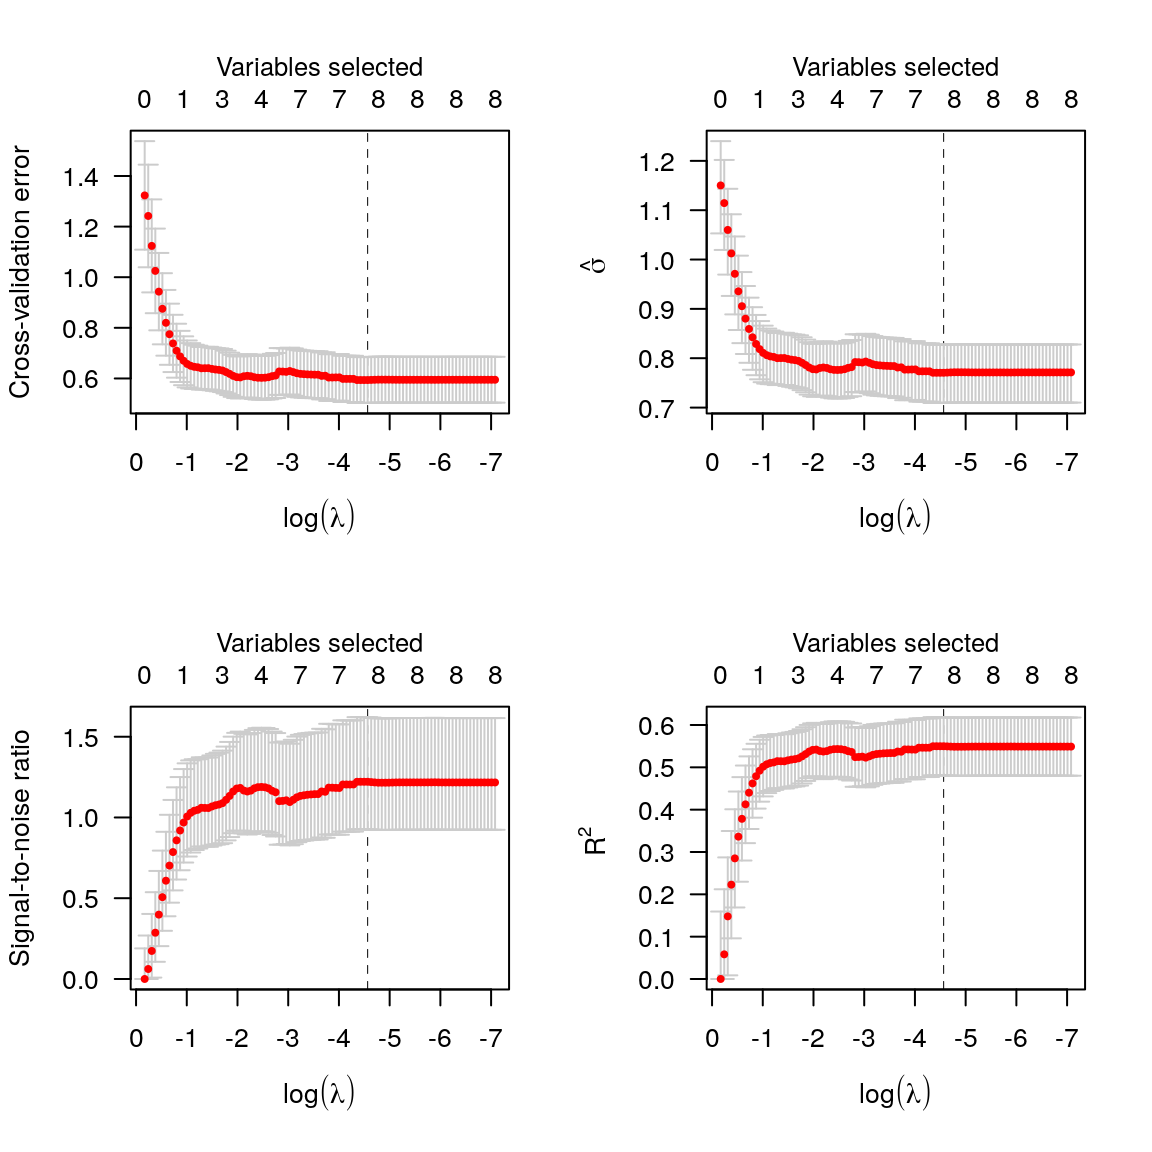 Variables selected
0 1 3 4 7 7 8 8 8 8
Cross-validation error
1.4
1.2
1.0
0.8
0.6
0 -1 -2 -3 -4 -5 -6 -7
log(λ)
Variables selected
0 1 3 4 7 7 8 8 8 8
σ̂
1.2
1.1
1.0
0.9
0.8
0.7
0 -1 -2 -3 -4 -5 -6 -7
log(λ)
Variables selected
0 1 3 4 7 7 8 8 8 8
Signal-to-noise ratio
1.5
1.0
0.5
0.0
0 -1 -2 -3 -4 -5 -6 -7
log(λ)
Variables selected
0 1 3 4 7 7 8 8 8 8
R²
0.6
0.5
0.4
0.3
0.2
0.1
0.0
0 -1 -2 -3 -4 -5 -6 -7
log(λ)